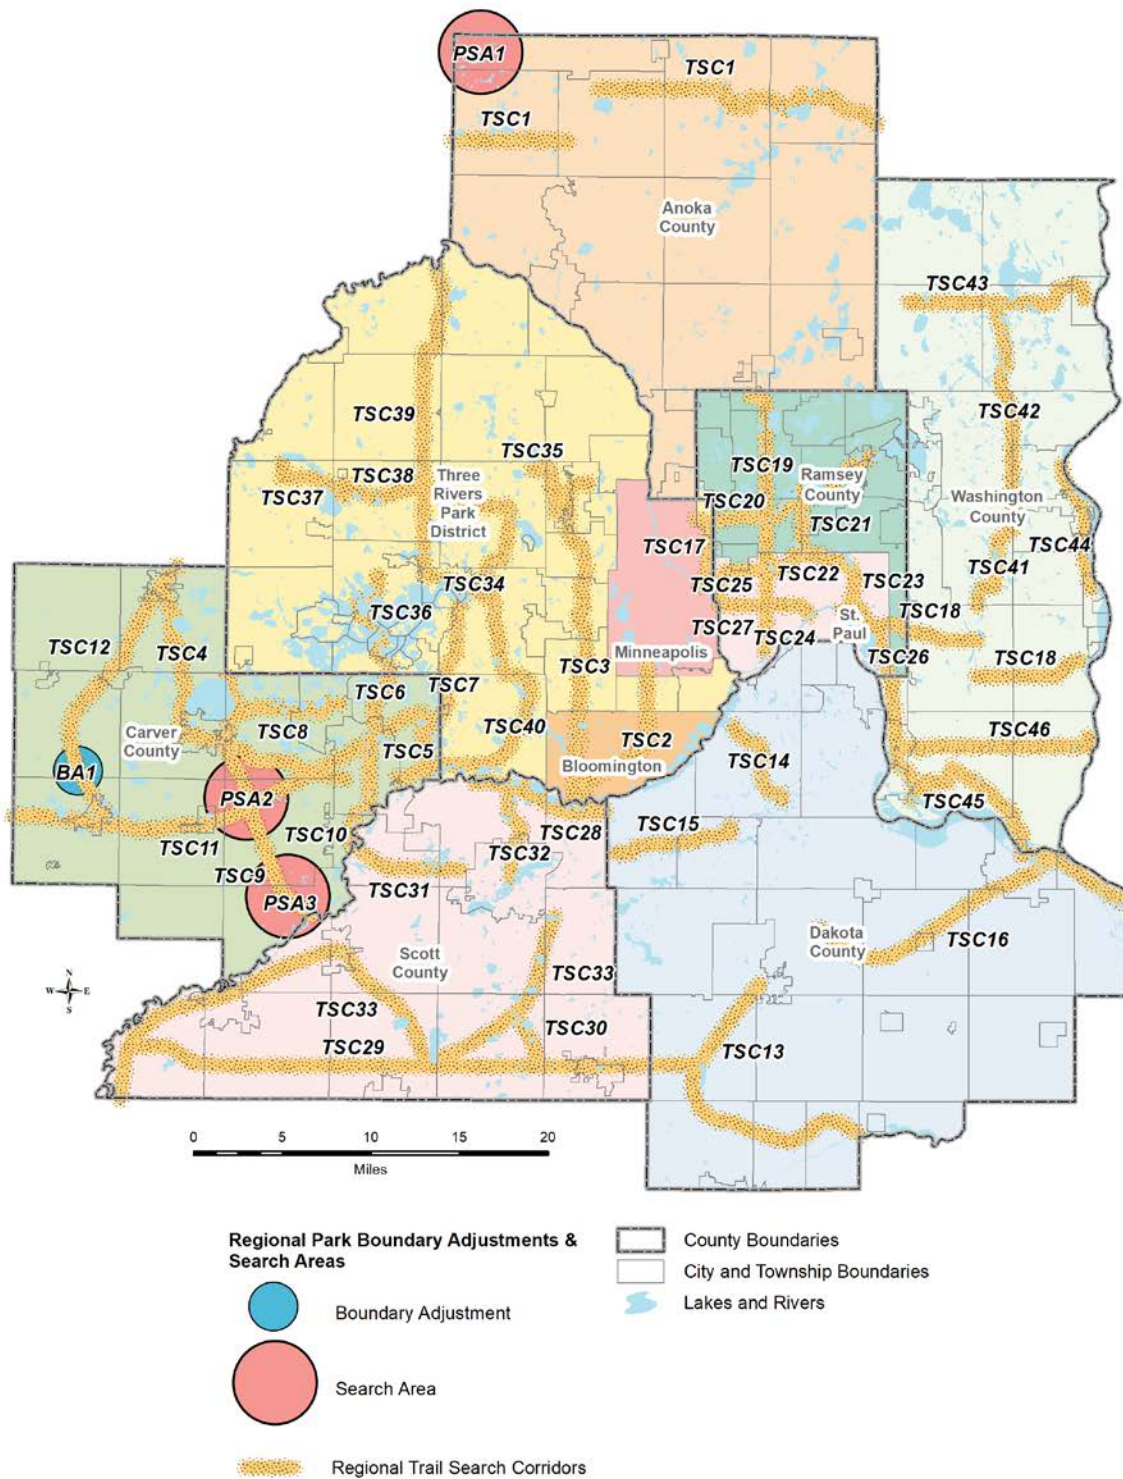 PSA1
TSC1
TSC1
Anoka
County
TSC43
TSC39
TSC42
TSC35
TSC19
TSC38
Three
Rivers
Park
District
Ramsey
County
TSC37
TSC20
Washington
County
TSC21
TSC17
TSC44
TSC34
TSC25
TSC22
TSC23
TSC41
TSC36
TSC18
St.
Paul
TSC27
TSC24
TSC12
TSC4
Minneapolis
TSC26
TSC18
TSC3
TSC6
TSC7
TSC8
TSC40
Carver
County
TSC5
TSC2
TSC46
Bloomington
TSC14
BA1
PSA2
TSC45
TSC10
TSC28
TSC15
TSC11
TSC32
TSC9
TSC31
PSA3
Dakota
County
TSC16
Scott
County
TSC33
N
W E
S
TSC33
TSC30
TSC29
TSC13
0 5 10 15 20
Miles
Regional Park Boundary Adjustments &
Search Areas
Boundary Adjustment
Search Area
Regional Trail Search Corridors
County Boundaries
City and Township Boundaries
Lakes and Rivers